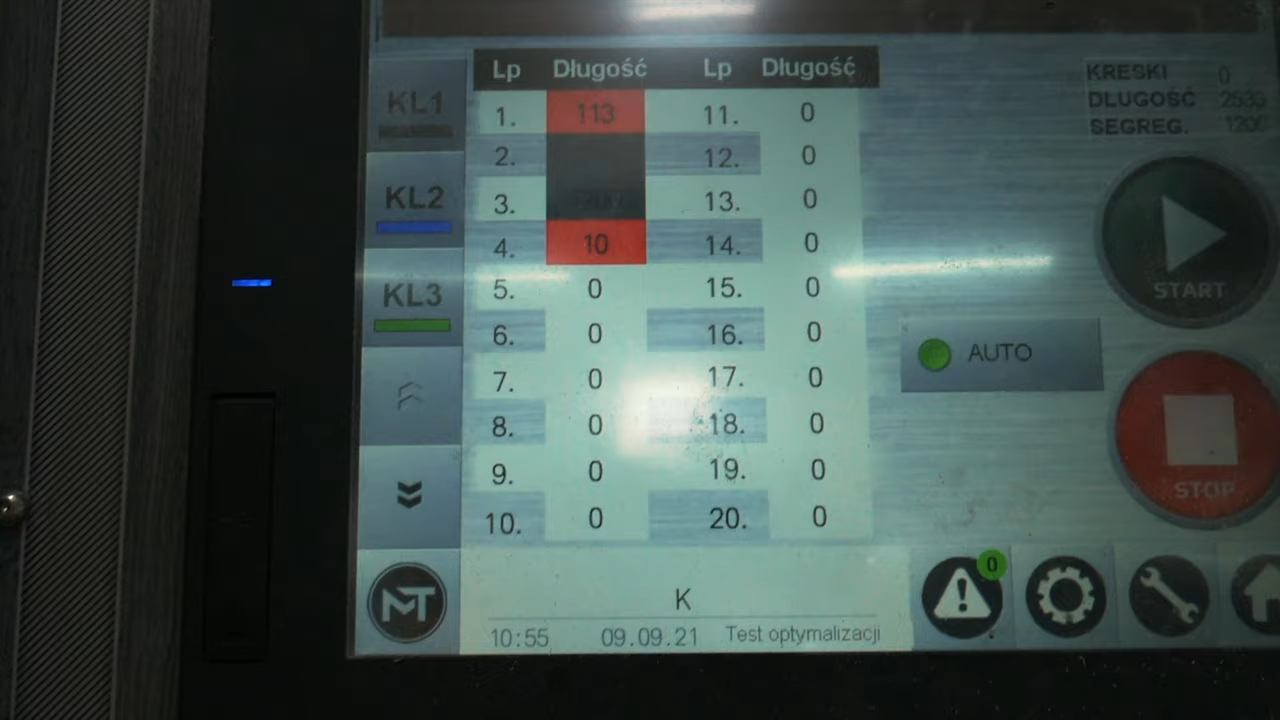 Lp Długość Lp Długość
KL1
KL2
KL3
1. 113 11. 0
2. 12. 0
3. 13. 0
4. 10 14. 0
5. 0 15. 0
6. 0 16. 0
7. 0 17. 0
8. 0 18. 0
9. 0 19. 0
10. 0 20. 0
KRESKI 0
DŁUGOŚĆ
SEGREG. 1200
START
AUTO
STOP
MT
K
10:55 09.09.21 Test optymalizacji
0